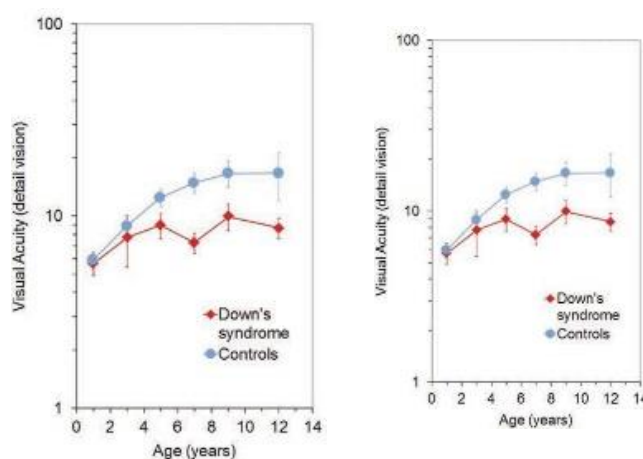 100
10
1
Visual Acuity (detail vision)
Down's
syndrome
Controls
0 2 4 6 8 10 12 14
Age (years)
100
10
1
Visual Acuity (detail vision)
Down's
syndrome
Controls
0 2 4 6 8 10 12 14
Age (years)